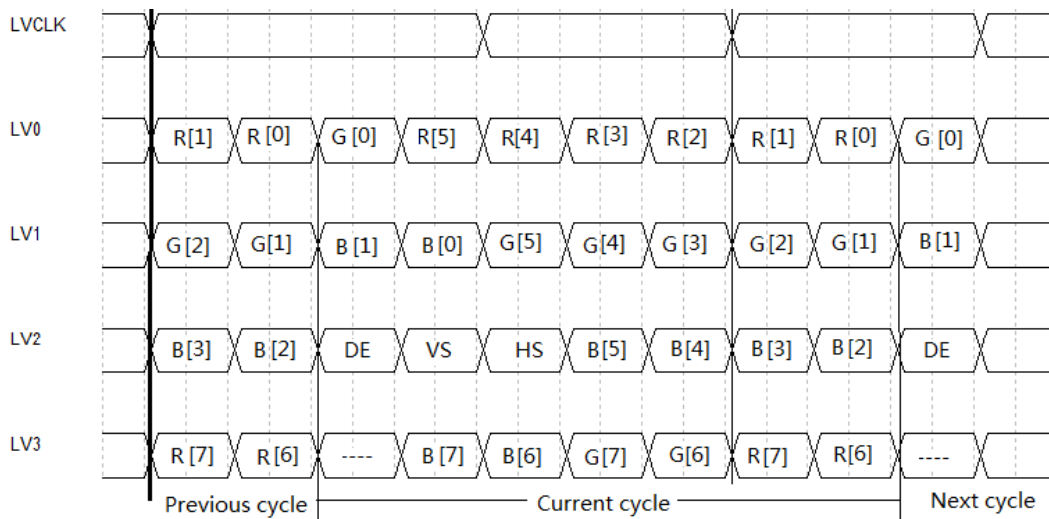 LVCLK
LV0 R[1] R[0] G[0] R[5] R[4] R[3] R[2] R[1] R[0] G[0]
LV1 G[2] G[1] B[1] B[0] G[5] G[4] G[3] G[2] G[1] B[1]
LV2 B[3] B[2] DE VS HS B[5] B[4] B[3] B[2] DE
LV3 R[7] R[6] ---- B[7] B[6] G[7] G[6] R[7] R[6] ----
Previous cycle Current cycle Next cycle